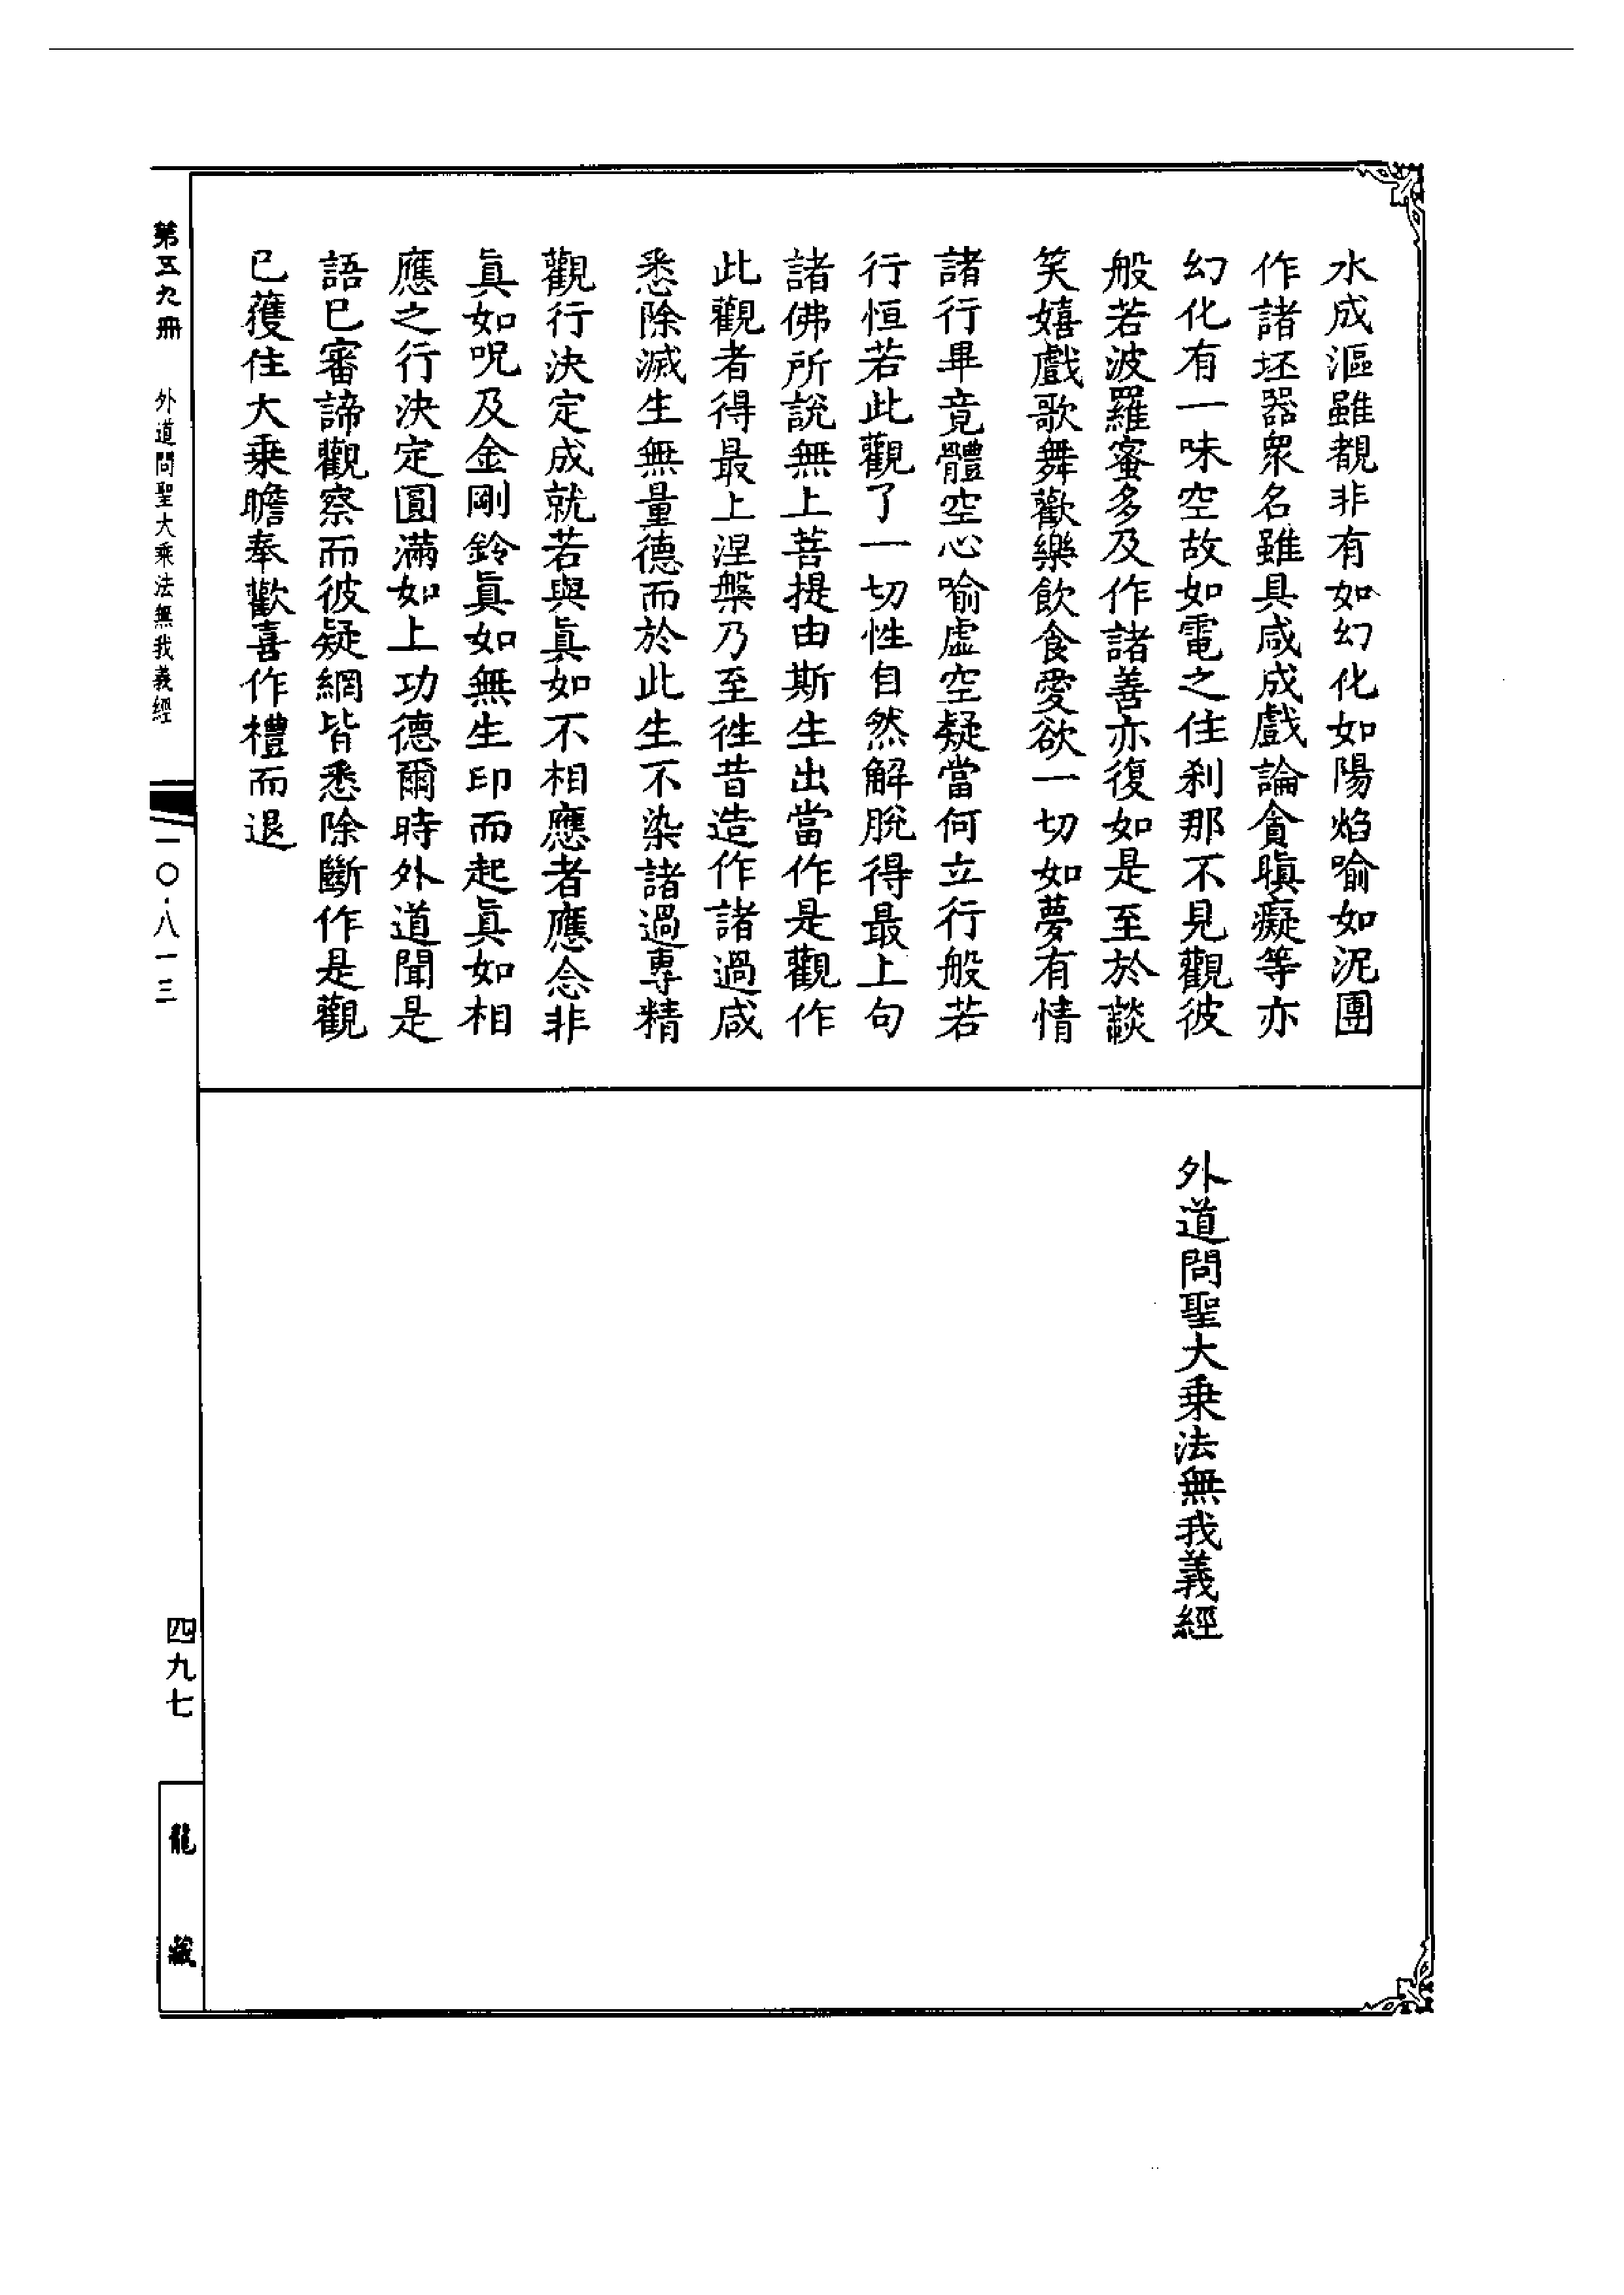 水成漚雖覩非有如幻化如陽焰喻如泥團
作諸坯器衆名雖具咸成戲論貪瞋癡等亦
幻化有一味空故如電之住刹那不見觀彼
般若波羅蜜多及作諸善亦復如是至於談
笑嬉戲歌舞歡樂飲食愛欲一切如夢有情
諸行畢竟體空心喻虛空疑當何立行般若
行恒若此觀了一切性自然解脫得最上句
諸佛所說無上菩提由斯生出當作是觀作
此觀者得最上涅槃乃至徃昔造作諸過咸
悉除滅生無量德而於此生不染諸過專精
觀行決定成就若與真如不相應者應念非
眞如呪及金剛鈴眞如無生印而起眞如相
應之行決定圓滿如上功德爾時外道聞是
語已審諦觀察而彼疑網皆悉除斷作是觀
已獲住大乗瞻奉歡喜作禮而退
外道問聖大乗法無我義經
第五九冊 外道問聖大乘法無我義經 一〇·八一三 四九七
龍藏